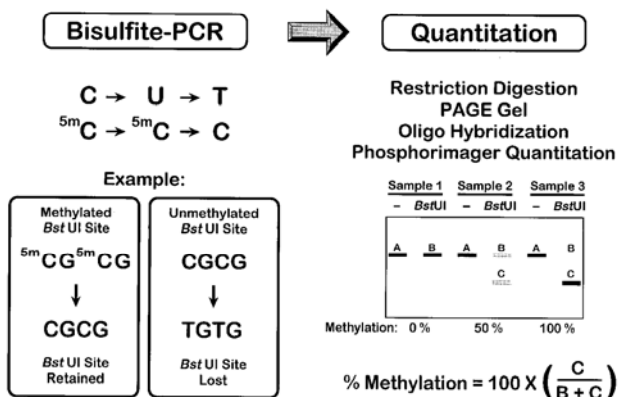 Bisulfite-PCR
C → U → T
5mC → 5mC → C
Example:
Methylated
Bst UI Site
5mCG5mCG
CGCG
Bst UI Site
Retained
Unmethylated
Bst UI Site
CGCG
TGTG
Bst UI Site
Lost
Quantitation
Restriction Digestion
PAGE Gel
Oligo Hybridization
Phosphorimager Quantitation
Sample 1 Sample 2 Sample 3
– BstUI – BstUI – BstUI
A B A B A B
C C
Methylation: 0 % 50 % 100 %
% Methylation = 100 X (C / B + C)